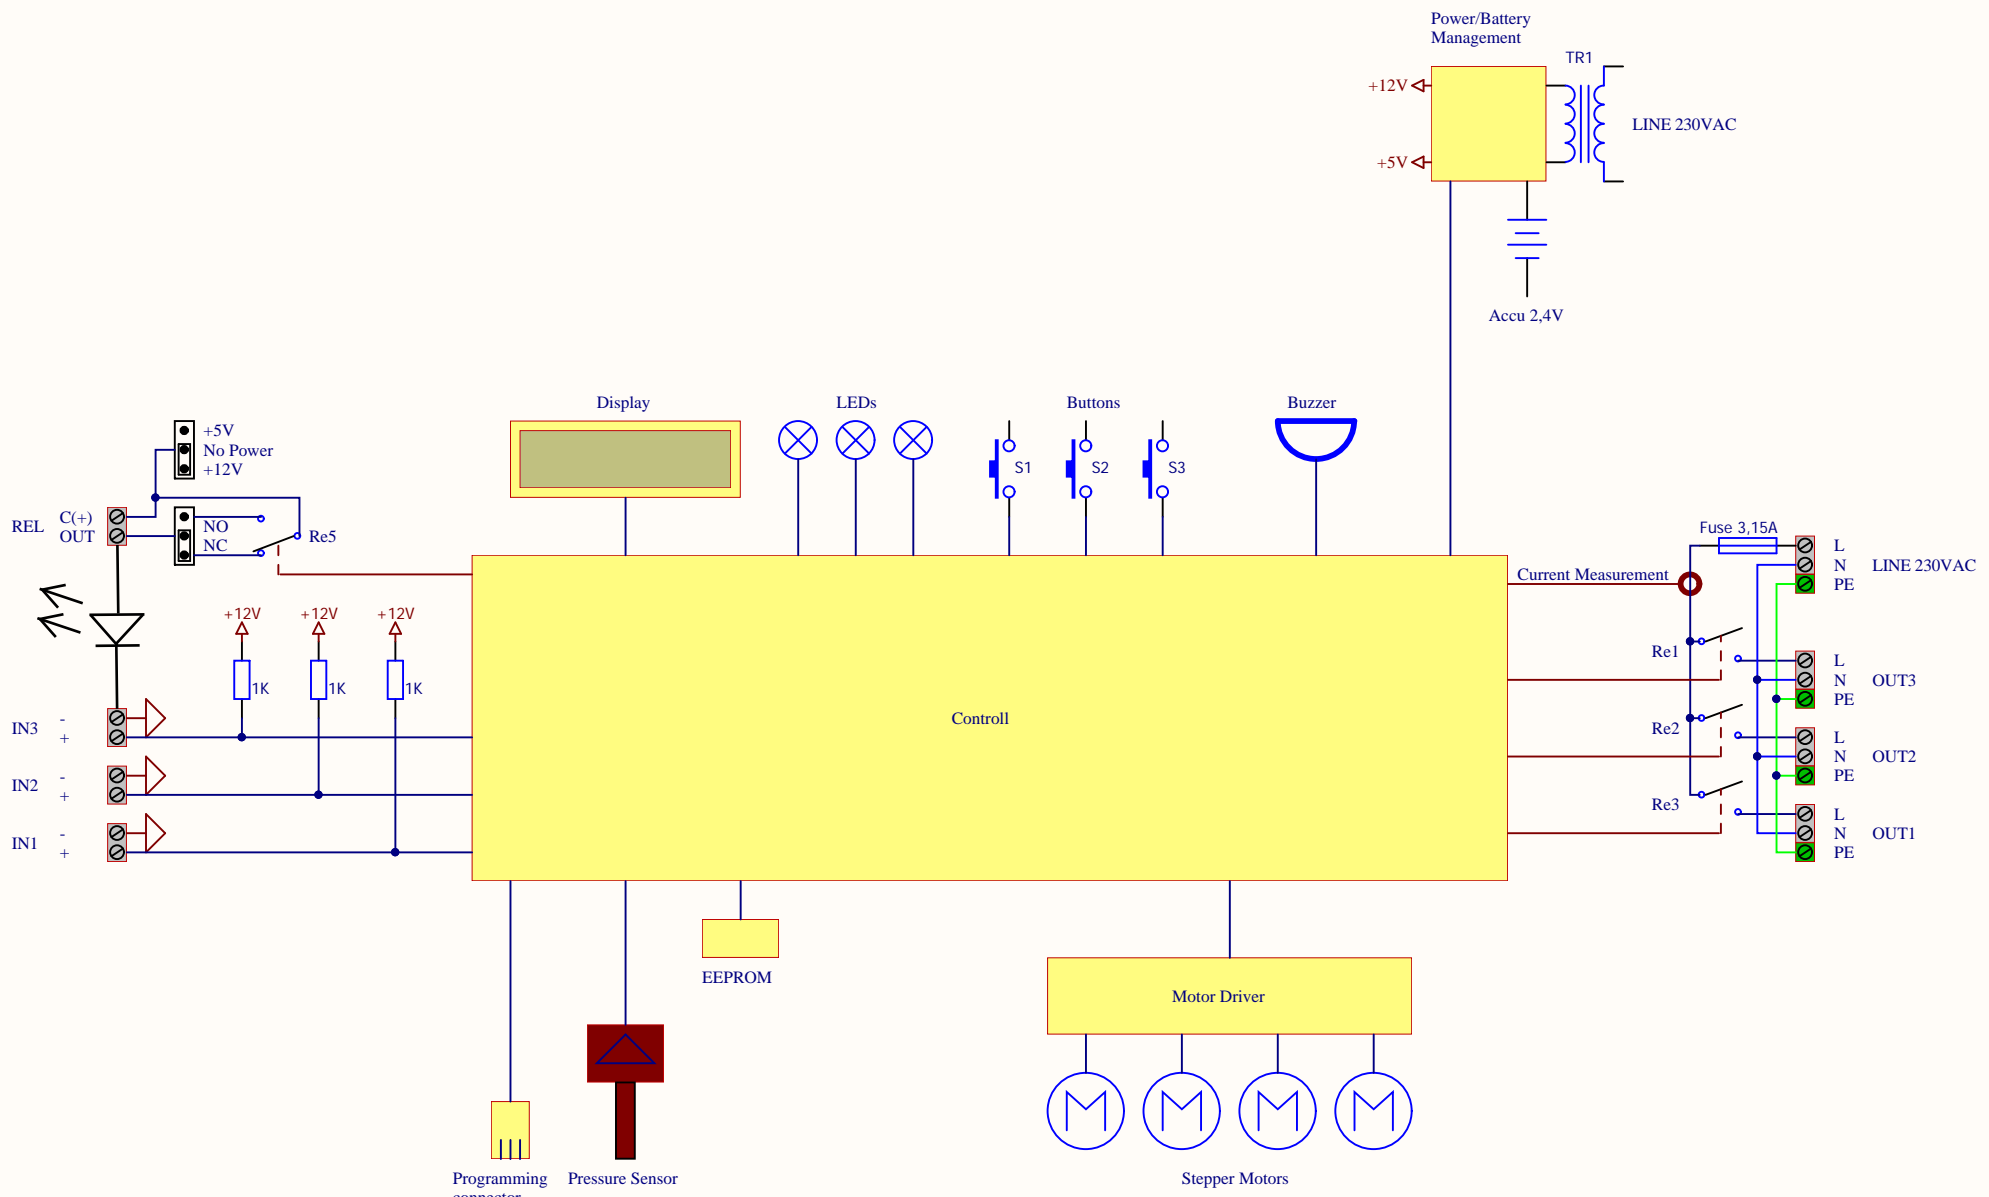 Power/Battery
Management
TR1
+12V
LINE 230VAC
+5V
Accu 2,4V
Display
LEDs
Buttons
Buzzer
+5V
No Power
+12V
S1
S2
S3
REL
C(+)
OUT
NO
NC
Re5
Fuse 3,15A
L
N
PE
LINE 230VAC
Current Measurement
+12V
+12V
+12V
1K
1K
1K
Re1
L
N
PE
OUT3
IN3
-
+
Controll
Re2
L
N
PE
OUT2
IN2
-
+
Re3
L
N
PE
OUT1
IN1
-
+
EEPROM
Motor Driver
M
M
M
M
Programming
connector
Pressure Sensor
Stepper Motors